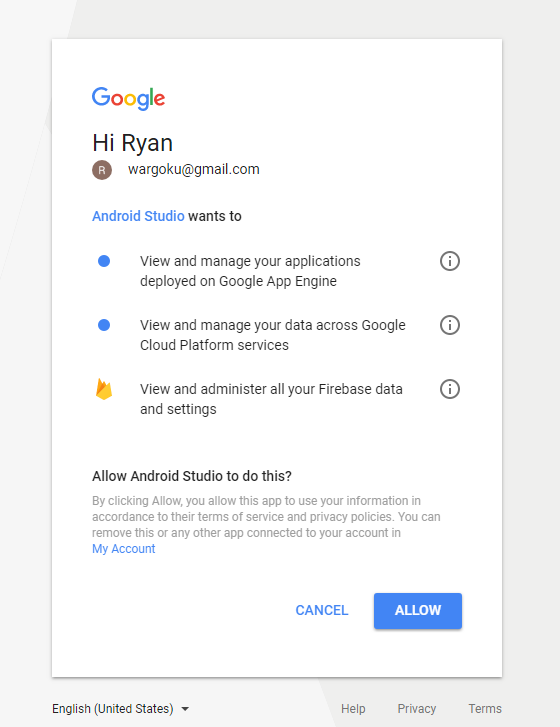 Google
Hi Ryan
R
wargoku@gmail.com
Android Studio wants to
View and manage your applications
deployed on Google App Engine
View and manage your data across Google
Cloud Platform services
View and administer all your Firebase data
and settings
Allow Android Studio to do this?
By clicking Allow, you allow this app to use your information in
accordance to their terms of service and privacy policies. You can
remove this or any other app connected to your account in
My Account
CANCEL
ALLOW
English (United States)
Help
Privacy
Terms